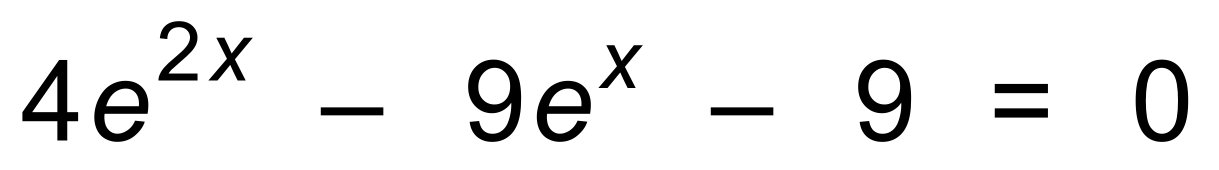 4e^{2x} − 9e^{x} − 9 = 0